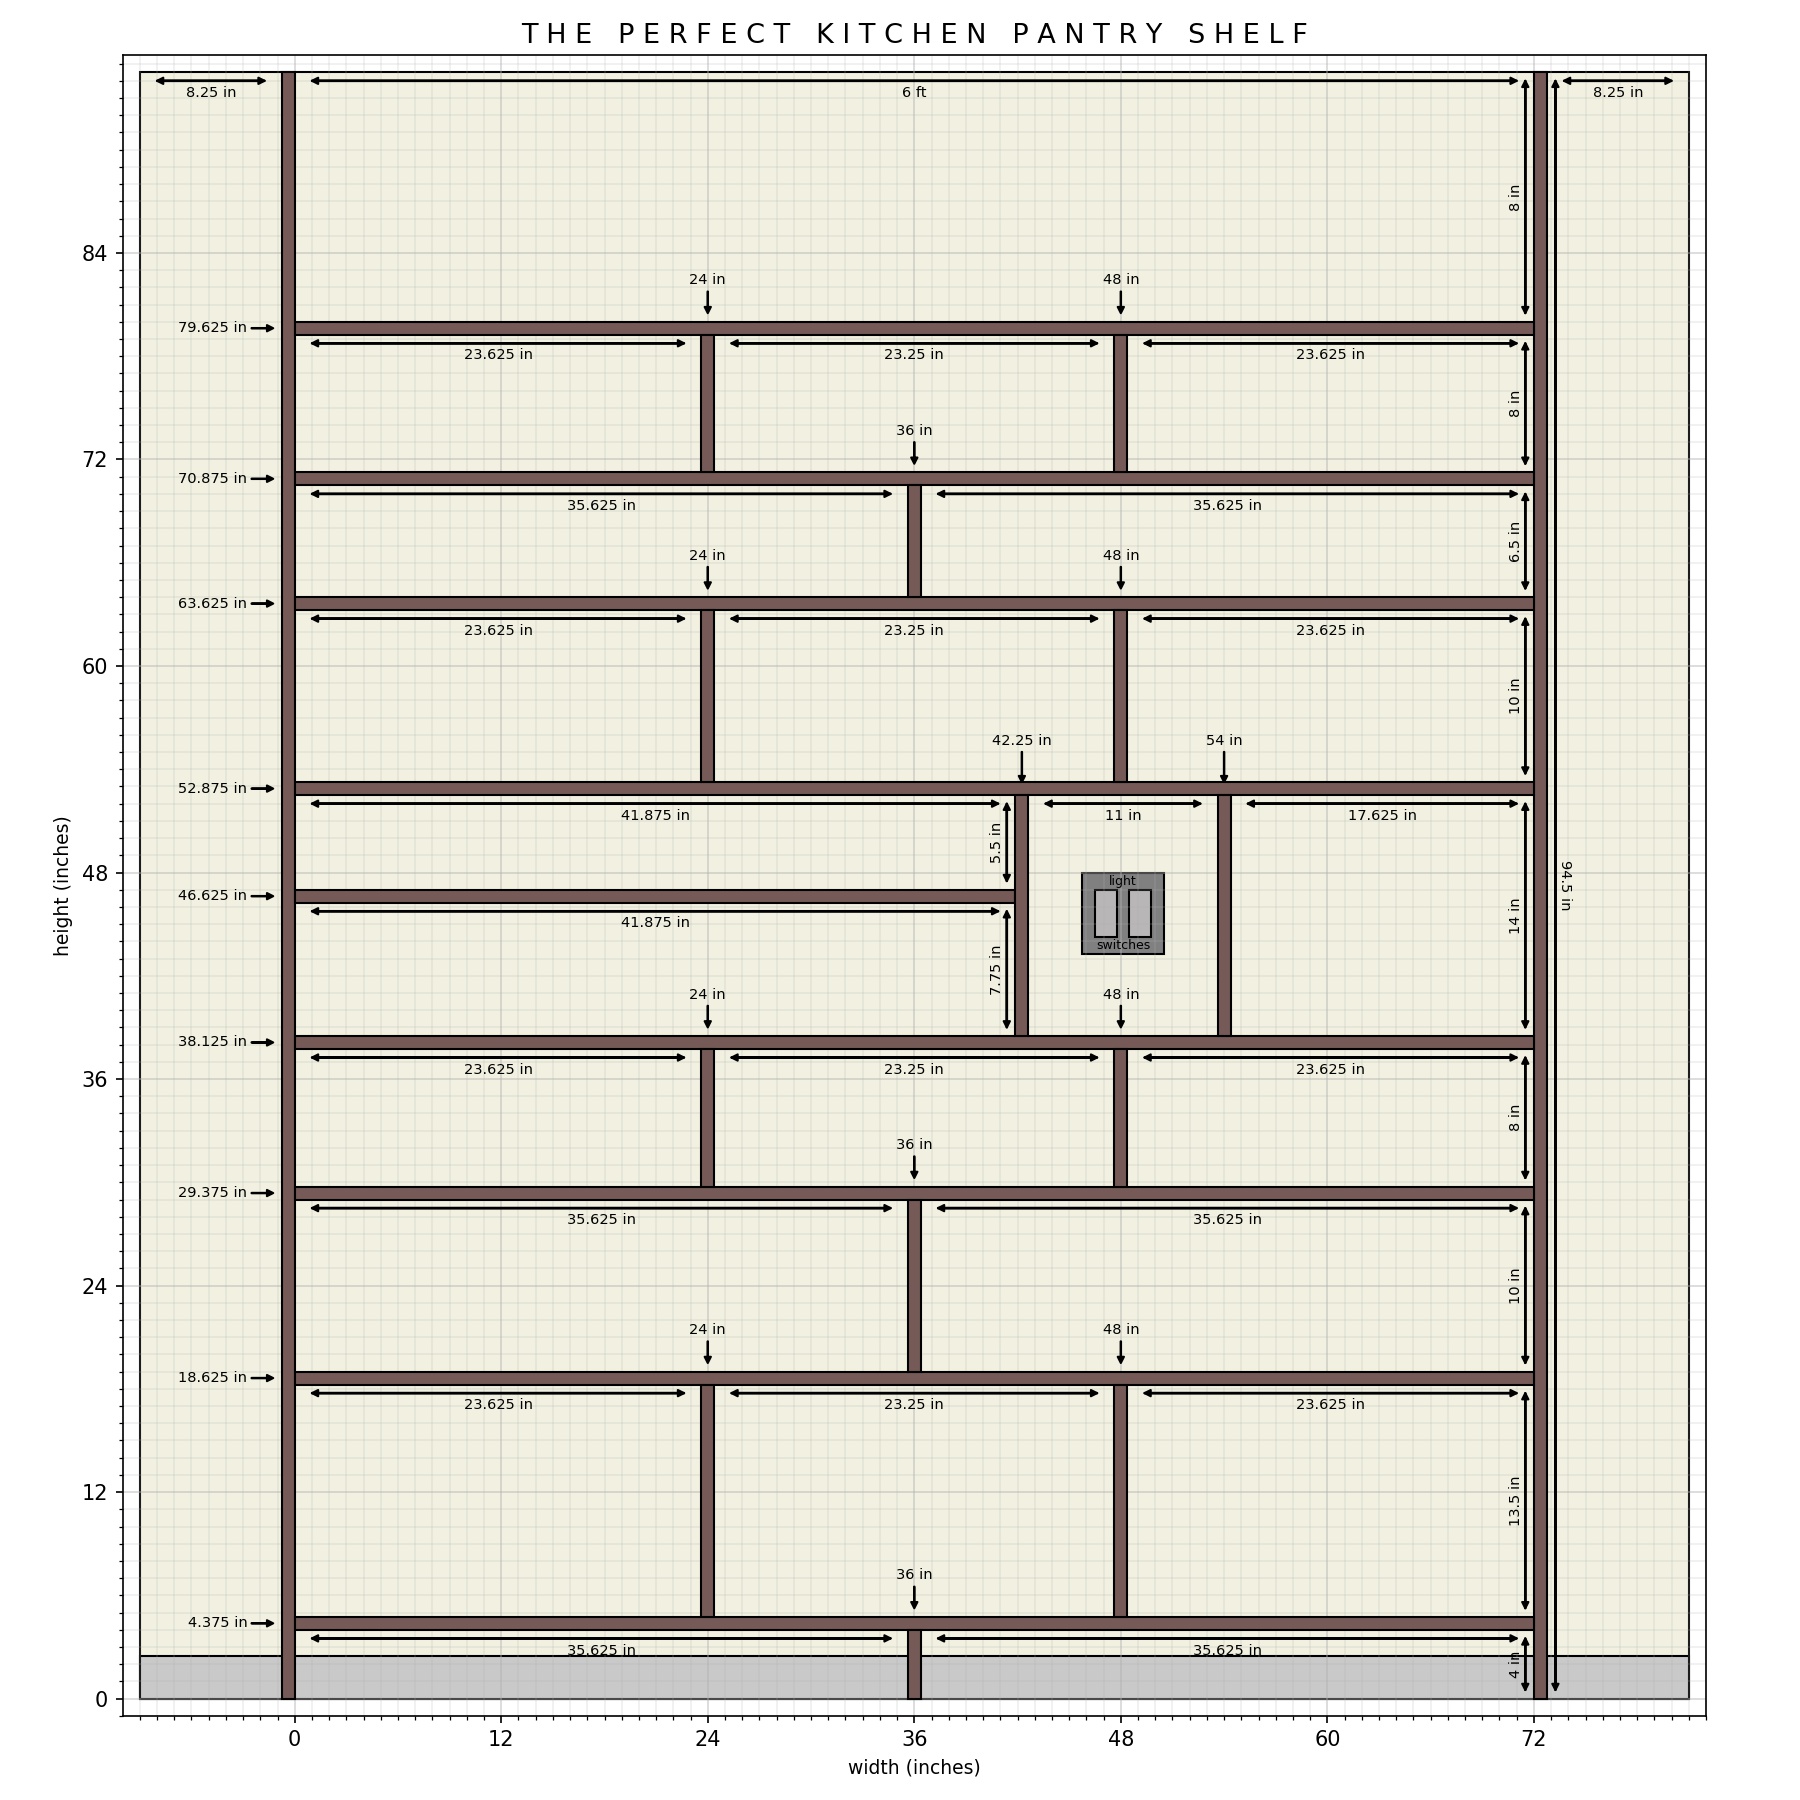 THE PERFECT KITCHEN PANTRY SHELF
8.25 in
6 ft
8.25 in
8 in
84
24 in
48 in
79.625 in
23.625 in
23.25 in
23.625 in
8 in
36 in
72
70.875 in
35.625 in
35.625 in
6.5 in
24 in
48 in
63.625 in
23.625 in
23.25 in
23.625 in
60
10 in
42.25 in
54 in
52.875 in
41.875 in
11 in
17.625 in
5.5 in
48
light
switches
46.625 in
41.875 in
14 in
94.5 in
height (inches)
7.75 in
24 in
48 in
38.125 in
23.625 in
23.25 in
23.625 in
36
8 in
36 in
29.375 in
35.625 in
35.625 in
24
10 in
24 in
48 in
18.625 in
23.625 in
23.25 in
23.625 in
12
13.5 in
36 in
4.375 in
35.625 in
35.625 in
4 in
0
0
12
24
36
48
60
72
width (inches)